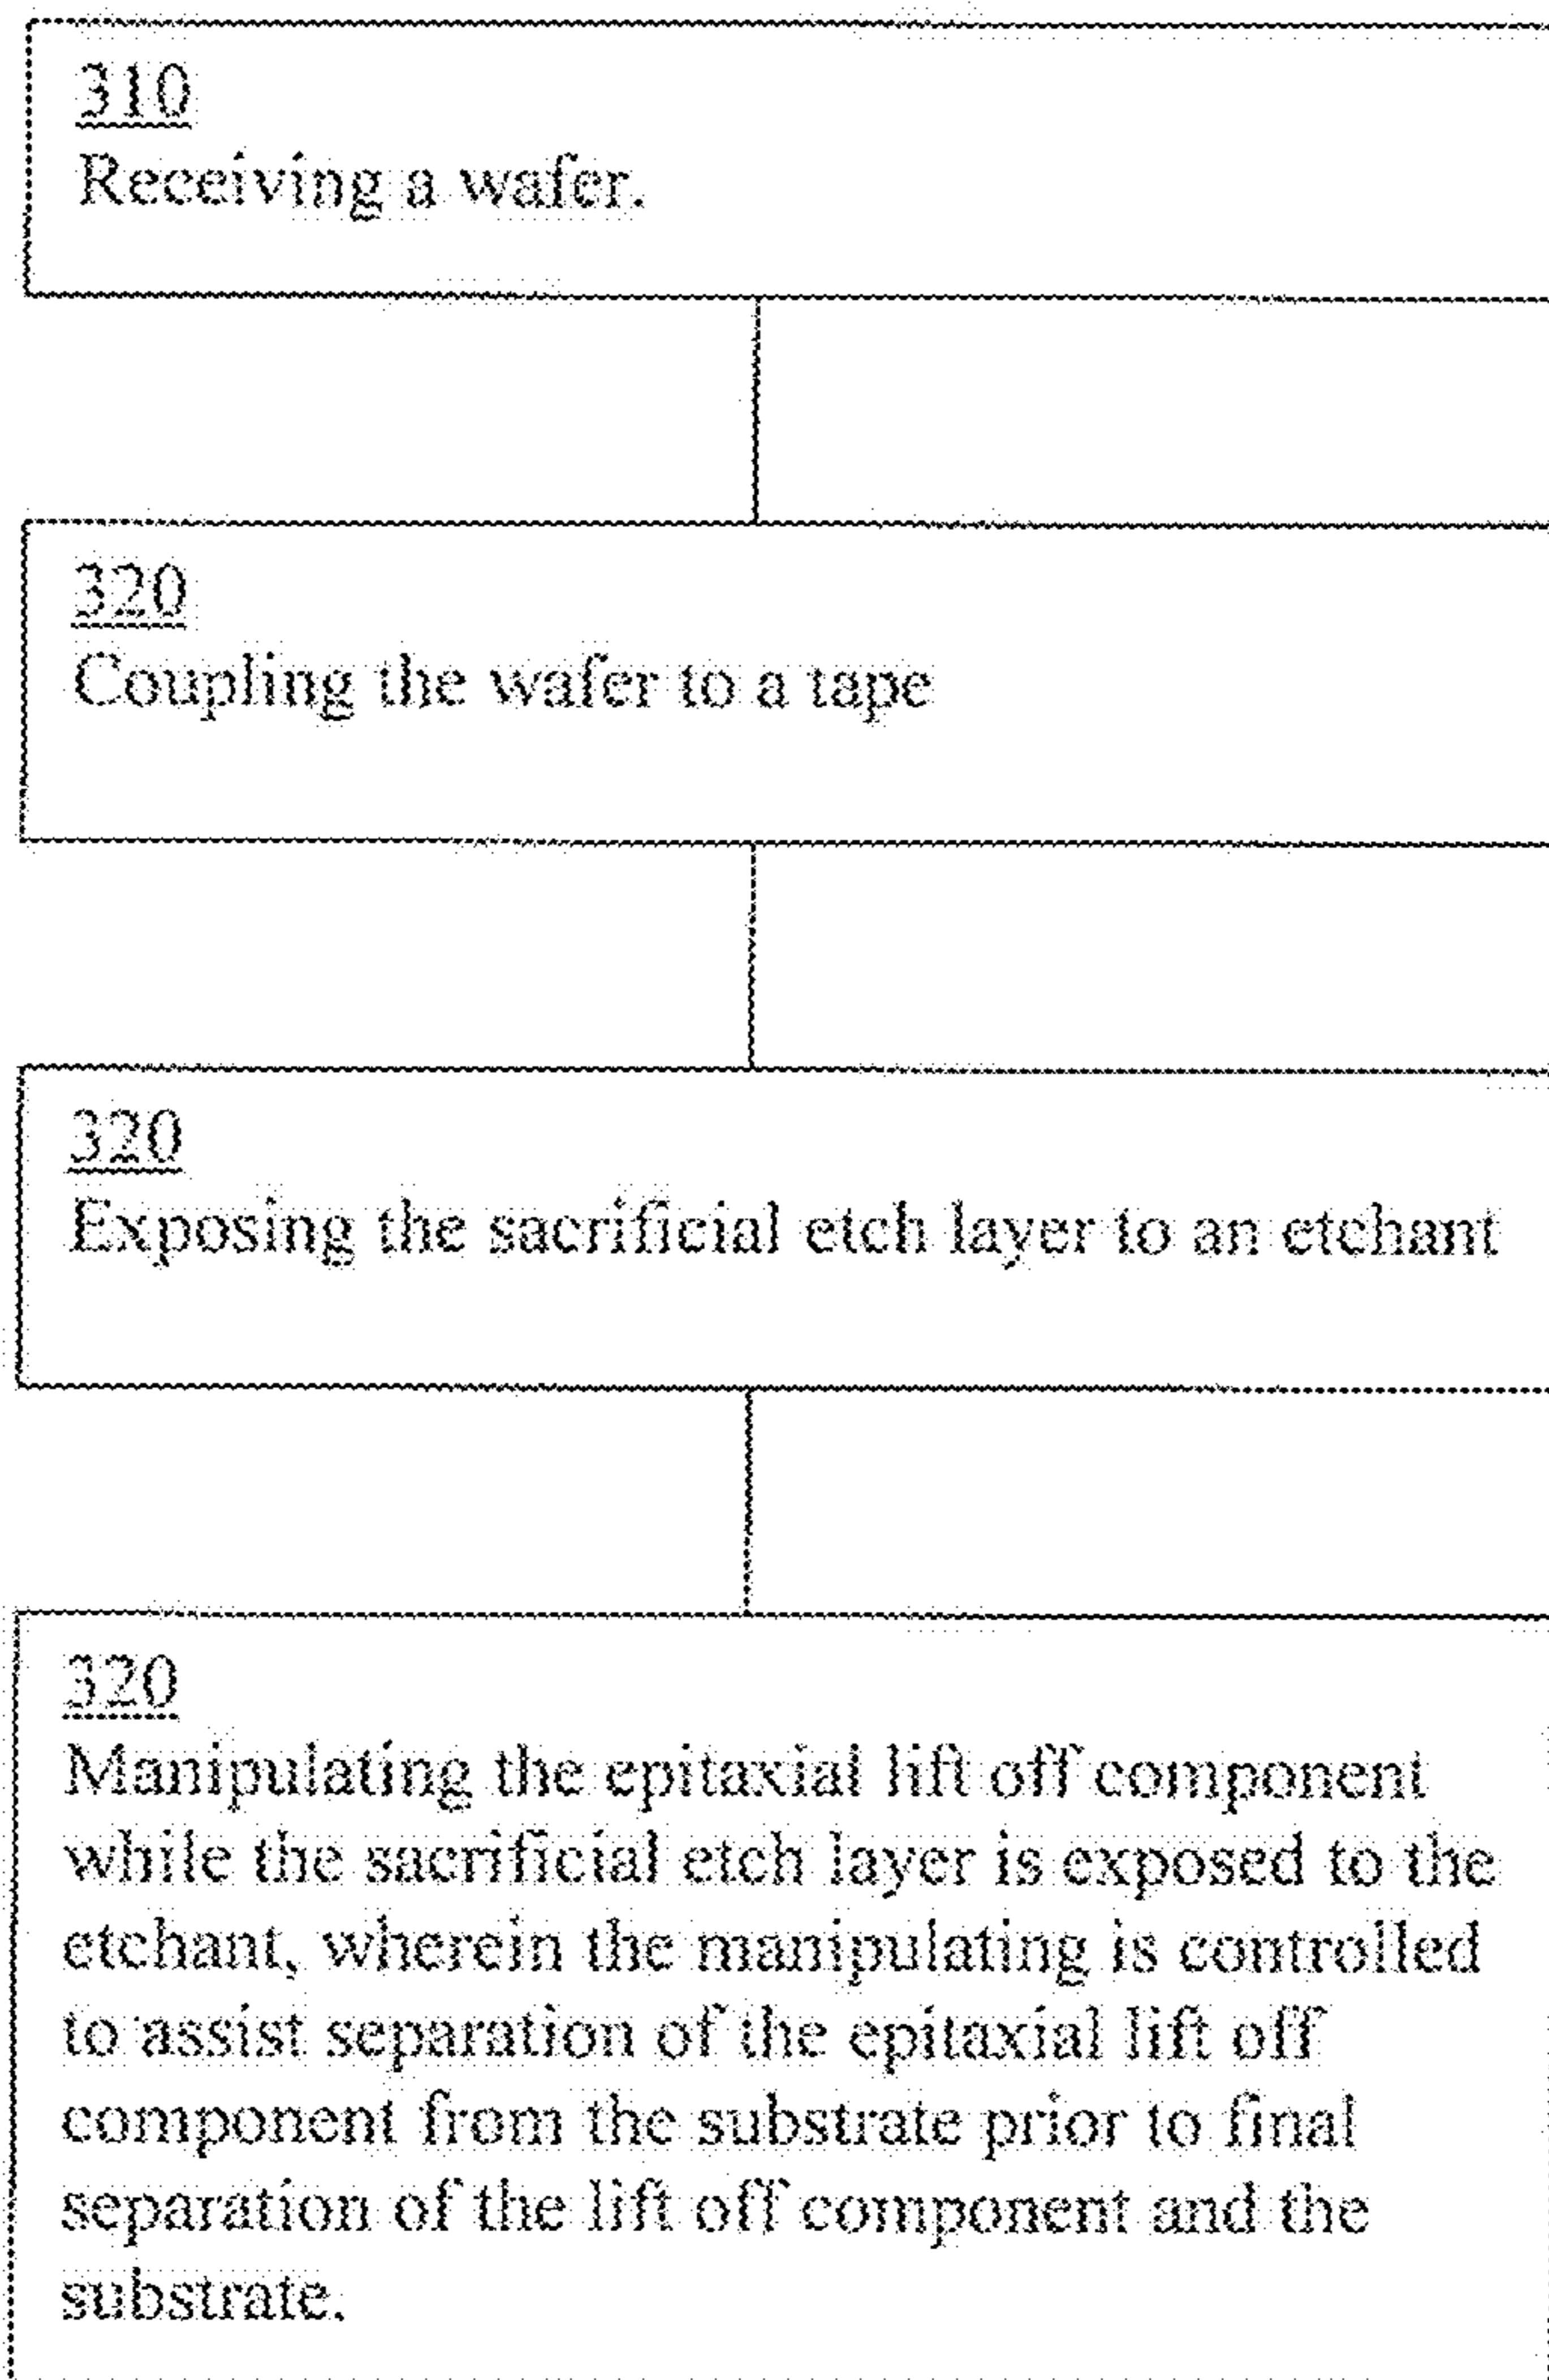 310
Receiving a wafer.
320
Coupling the wafer to a tape
320
Exposing the sacrificial etch layer to an etchant
320
Manipulating the epitaxial lift off component
while the sacrificial etch layer is exposed to the
etchant, wherein the manipulating is controlled
to assist separation of the epitaxial lift off
component from the substrate prior to final
separation of the lift off component and the
substrate.